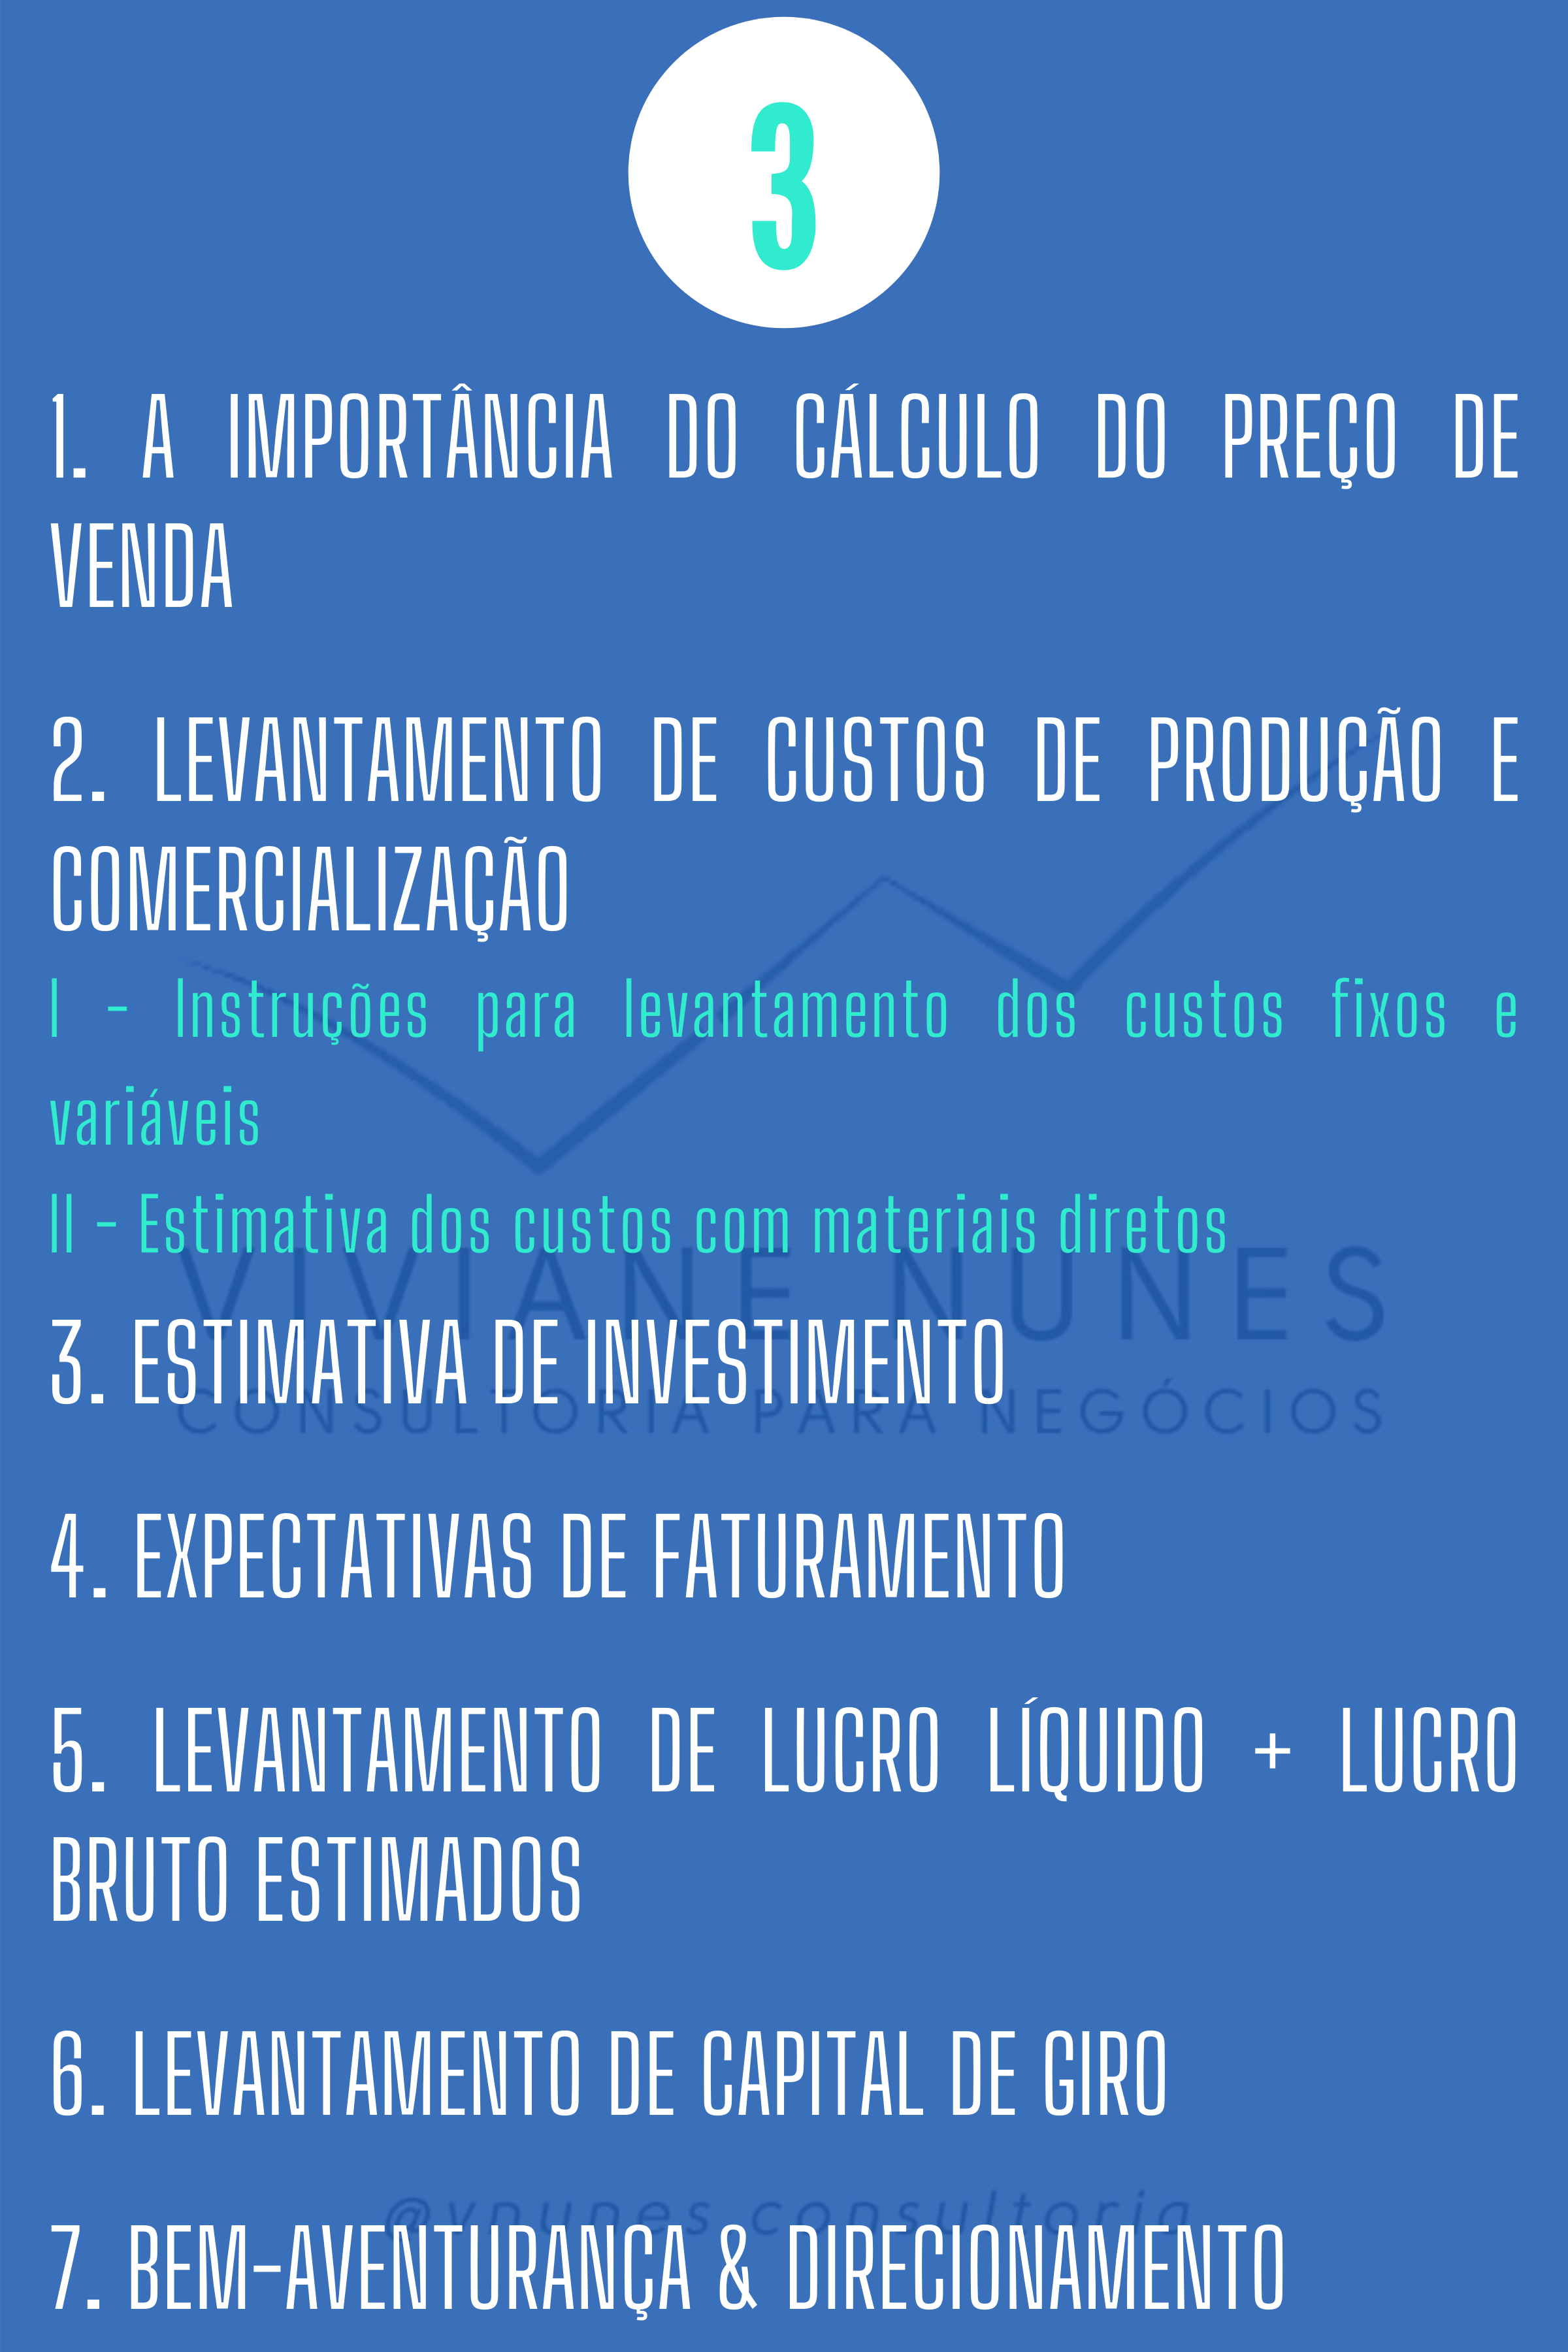 3
1. A IMPORTÂNCIA DO CÁLCULO DO PREÇO DE
VENDA
2. LEVANTAMENTO DE CUSTOS DE PRODUÇÃO E
COMERCIALIZAÇÃO
I - Instruções para levantamento dos custos fixos e
variáveis
II - Estimativa dos custos com materiais diretos
VIVIANE NUNES
3. ESTIMATIVA DE INVESTIMENTO
CONSULTORIA PARA NEGÓCIOS
4. EXPECTATIVAS DE FATURAMENTO
5. LEVANTAMENTO DE LUCRO LÍQUIDO + LUCRO
BRUTO ESTIMADOS
6. LEVANTAMENTO DE CAPITAL DE GIRO
@vnunes.consultoria
7. BEM-AVENTURANÇA & DIRECIONAMENTO